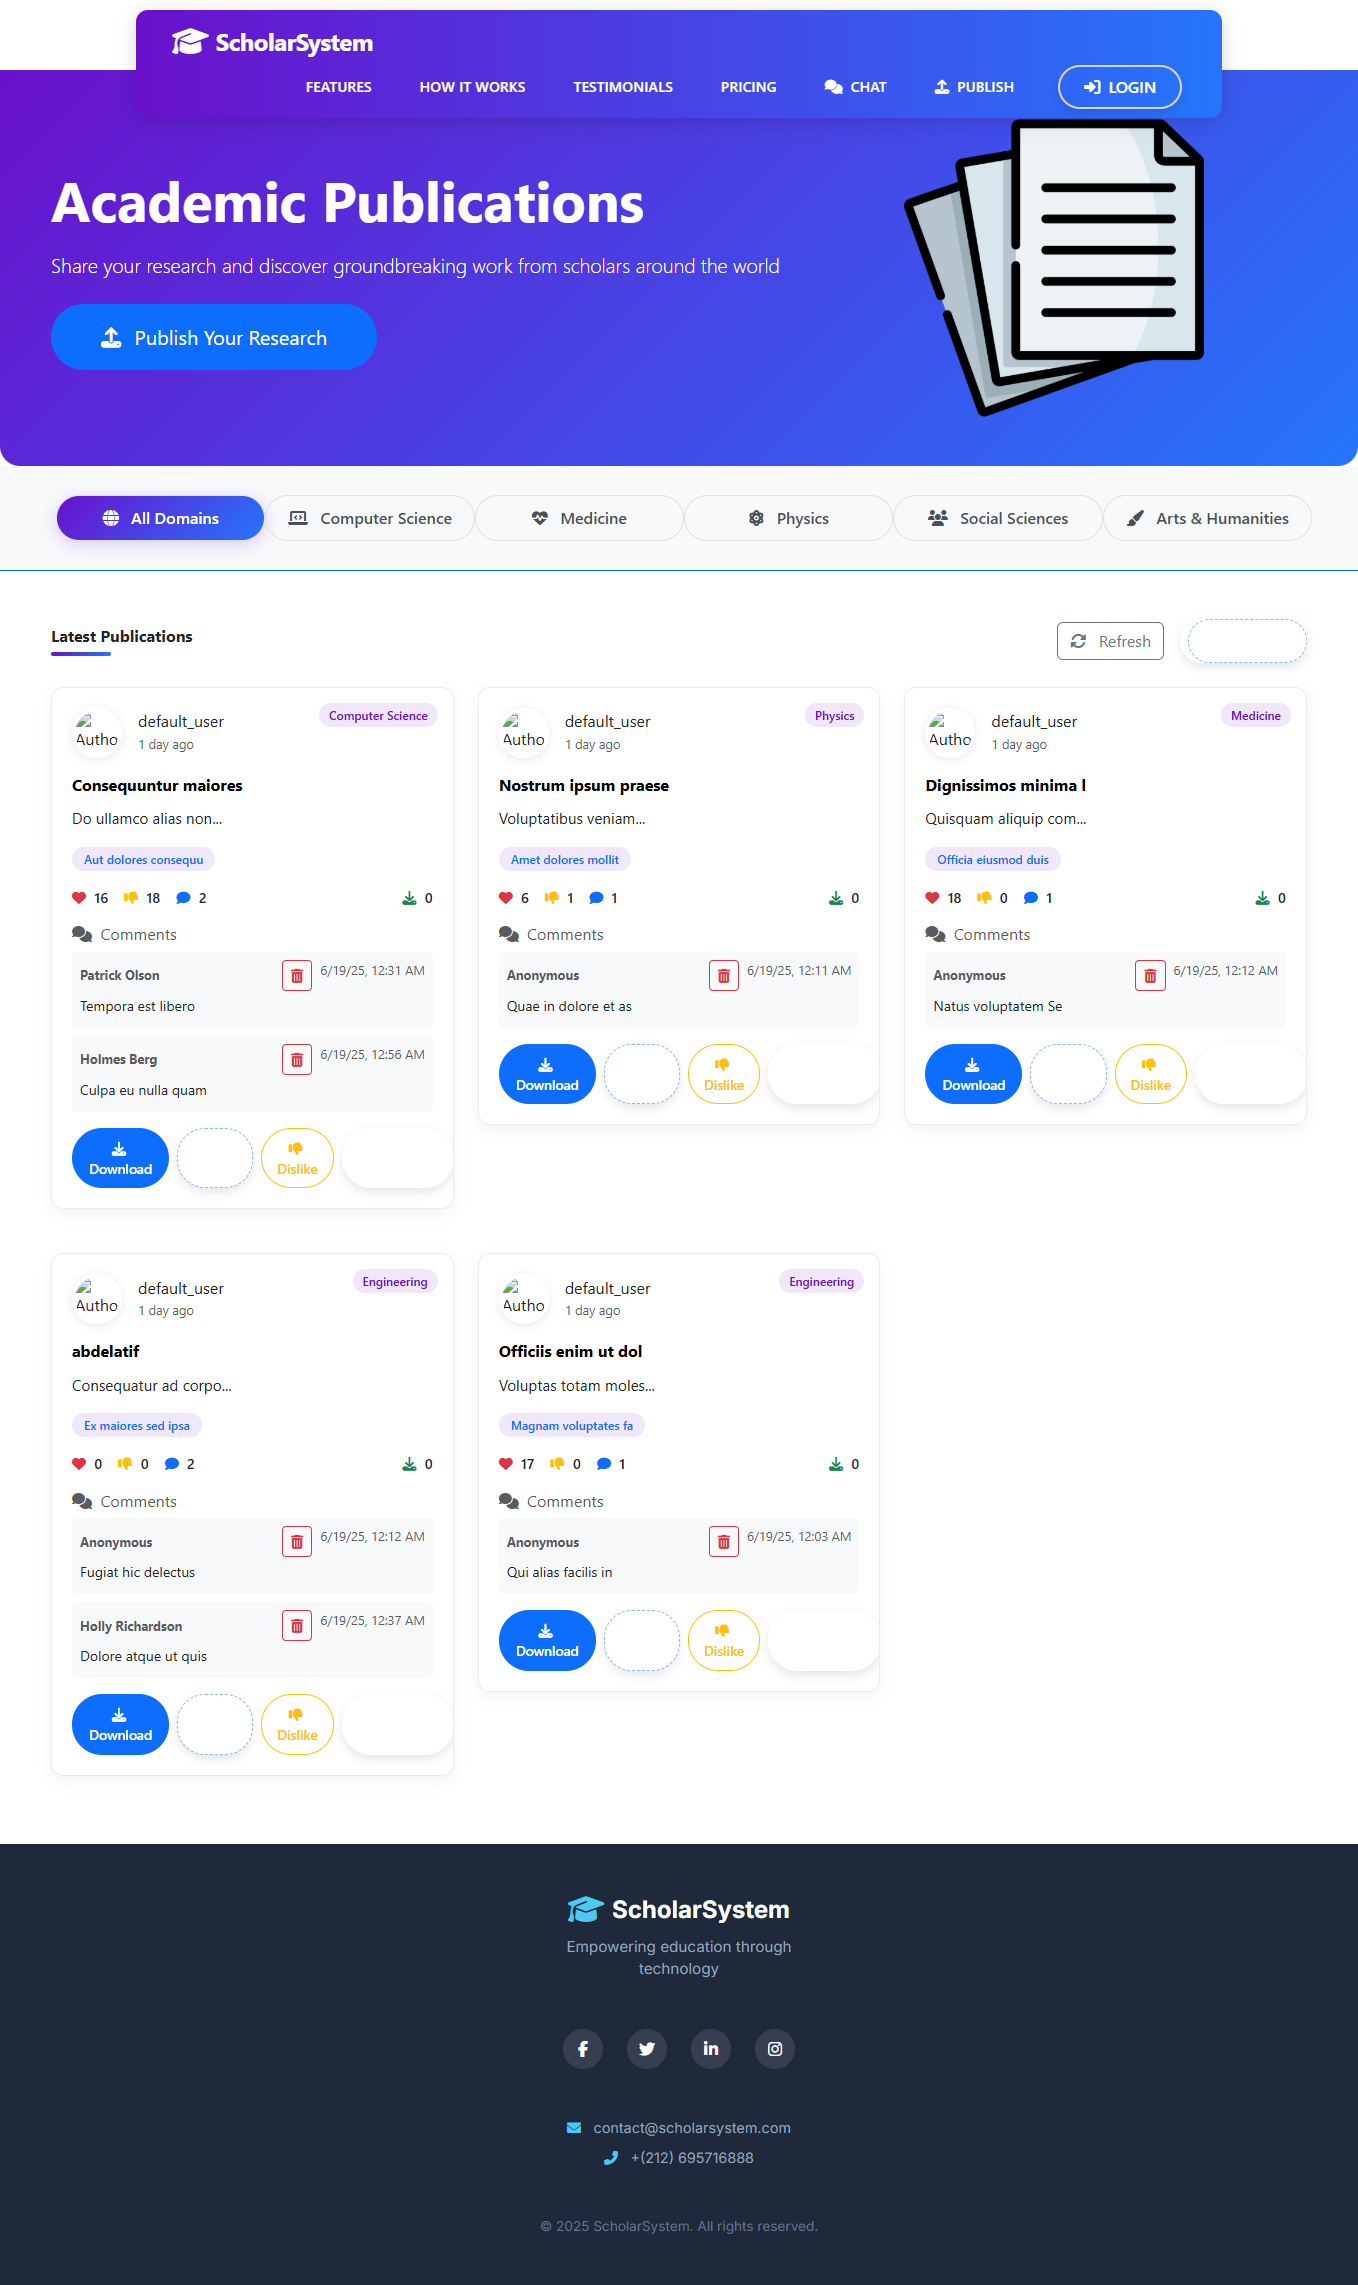 ScholarSystem
FEATURES HOW IT WORKS TESTIMONIALS PRICING CHAT PUBLISH LOGIN
Academic Publications
Share your research and discover groundbreaking work from scholars around the world
Publish Your Research
All Domains Computer Science Medicine Physics Social Sciences Arts & Humanities
Latest Publications
Refresh
Autho
default_user
Computer Science
1 day ago
Consequuntur maiores
Do ullamco alias non...
Aut dolores consequu
16 18 2 0
Comments
Patrick Olson 6/19/25, 12:31 AM
Tempora est libero
Holmes Berg 6/19/25, 12:56 AM
Culpa eu nulla quam
Download
Dislike
Autho
default_user
Physics
1 day ago
Nostrum ipsum praese
Voluptatibus veniam...
Amet dolores mollit
6 1 1 0
Comments
Anonymous 6/19/25, 12:11 AM
Quae in dolore et as
Download
Dislike
Autho
default_user
Medicine
1 day ago
Dignissimos minima l
Quisquam aliquip com...
Officia eiusmod duis
18 0 1 0
Comments
Anonymous 6/19/25, 12:12 AM
Natus voluptatem Se
Download
Dislike
Autho
default_user
Engineering
1 day ago
abdelatif
Consequatur ad corpo...
Ex maiores sed ipsa
0 0 2 0
Comments
Anonymous 6/19/25, 12:12 AM
Fugiat hic delectus
Holly Richardson 6/19/25, 12:37 AM
Dolore atque ut quis
Download
Dislike
Autho
default_user
Engineering
1 day ago
Officiis enim ut dol
Voluptas totam moles...
Magnam voluptates fa
17 0 1 0
Comments
Anonymous 6/19/25, 12:03 AM
Qui alias facilis in
Download
Dislike
ScholarSystem
Empowering education through
technology
contact@scholarsystem.com
+(212) 695716888
© 2025 ScholarSystem. All rights reserved.